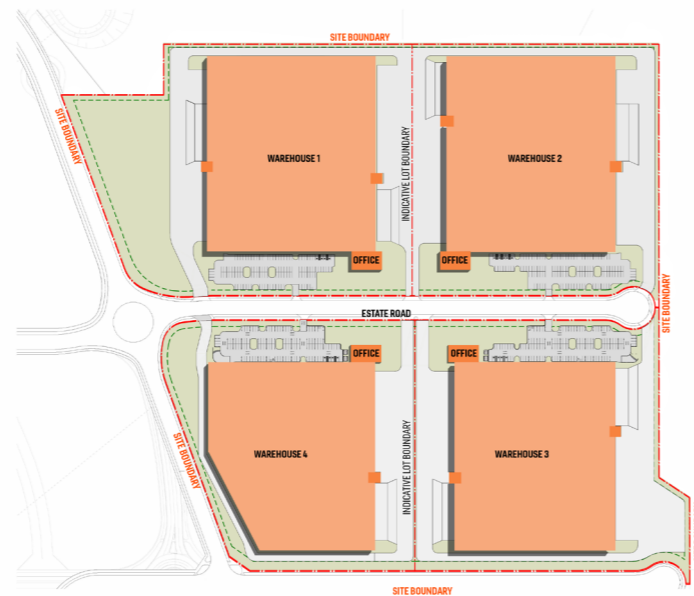 SITE BOUNDARY
SITE BOUNDARY
WAREHOUSE 1
INDICATIVE LOT BOUNDARY
WAREHOUSE 2
OFFICE
OFFICE
SITE BOUNDARY
ESTATE ROAD
OFFICE
OFFICE
SITE BOUNDARY
WAREHOUSE 4
INDICATIVE LOT BOUNDARY
WAREHOUSE 3
SITE BOUNDARY